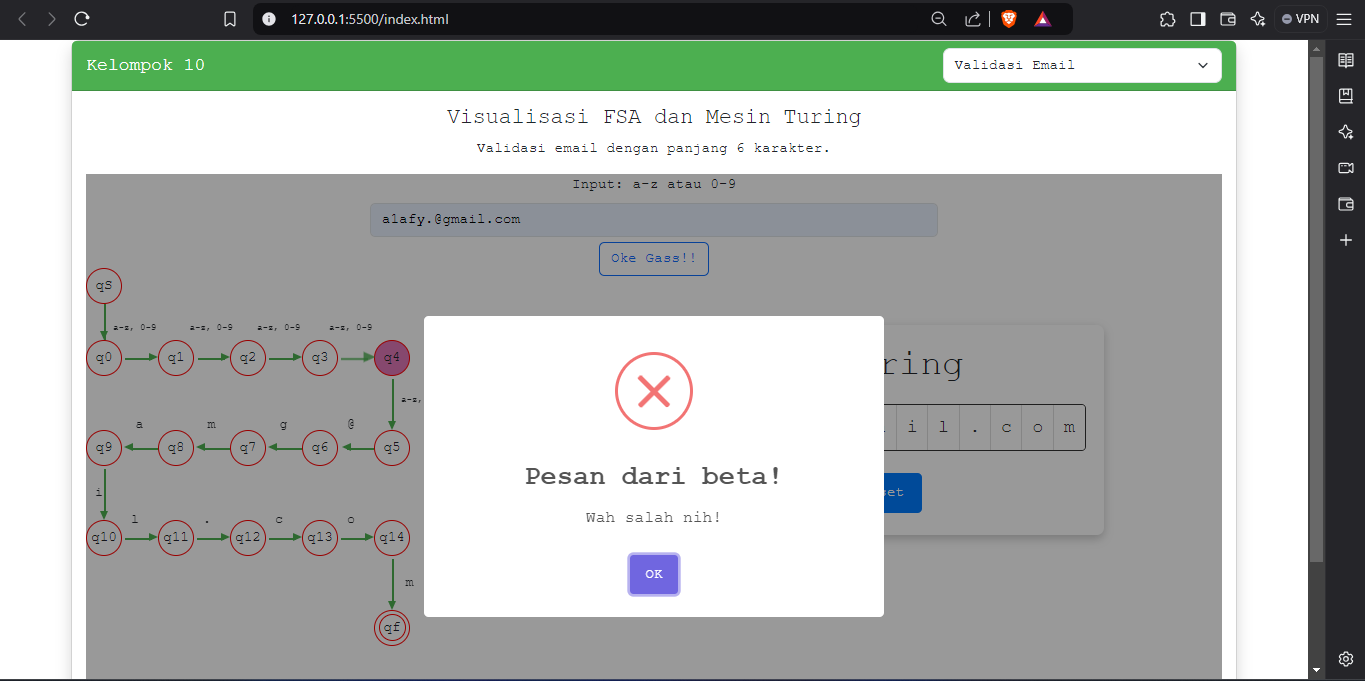 127.0.0.1:5500/index.html
VPN
Kelompok 10
Validasi Email
Visualisasi FSA dan Mesin Turing
Validasi email dengan panjang 6 karakter.
Input: a-z atau 0-9
a1afy.@gmail.com
Oke Gass!!
qS
a-z, 0-9 a-z, 0-9 a-z, 0-9 a-z, 0-9
q0 q1 q2 q3 q4
ring
a-z,
i l . c o m
a m g @
q9 q8 q7 q6 q5
Pesan dari beta!
i
et
l . c o
Wah salah nih!
q10 q11 q12 q13 q14
OK
m
qf